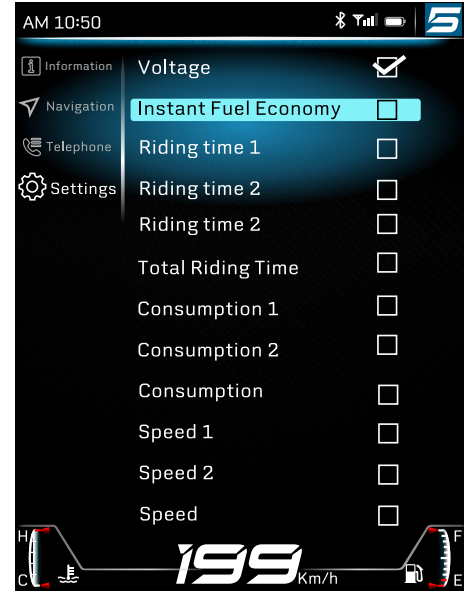 AM 10:50
5
Information
Navigation
Telephone
Settings
Voltage
Instant Fuel Economy
Riding time 1
Riding time 2
Riding time 2
Total Riding Time
Consumption 1
Consumption 2
Consumption
Speed 1
Speed 2
Speed
H
C
199 Km/h
F
E